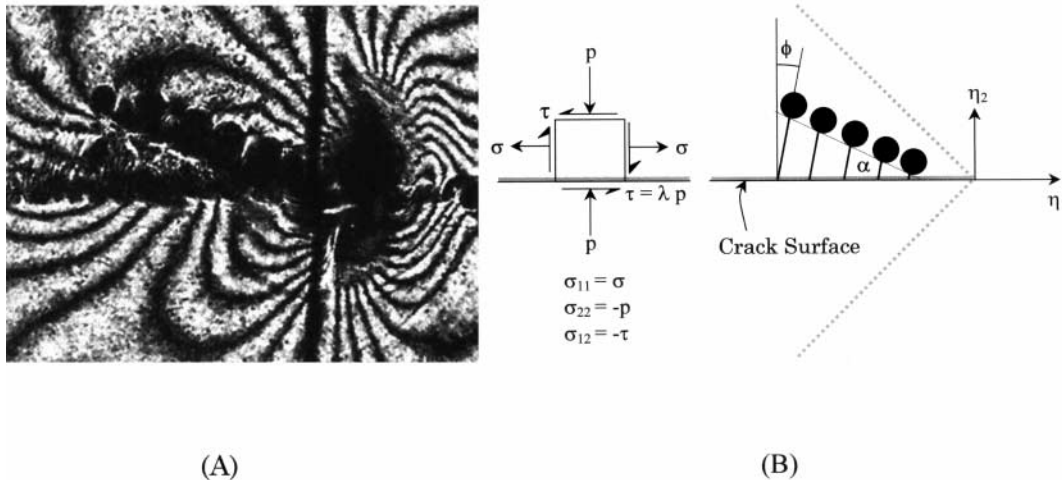 p
τ
σ
σ
τ = λ p
p
σ11 = σ
σ22 = -p
σ12 = -τ
ϕ
η2
α
η
Crack Surface
(A)
(B)